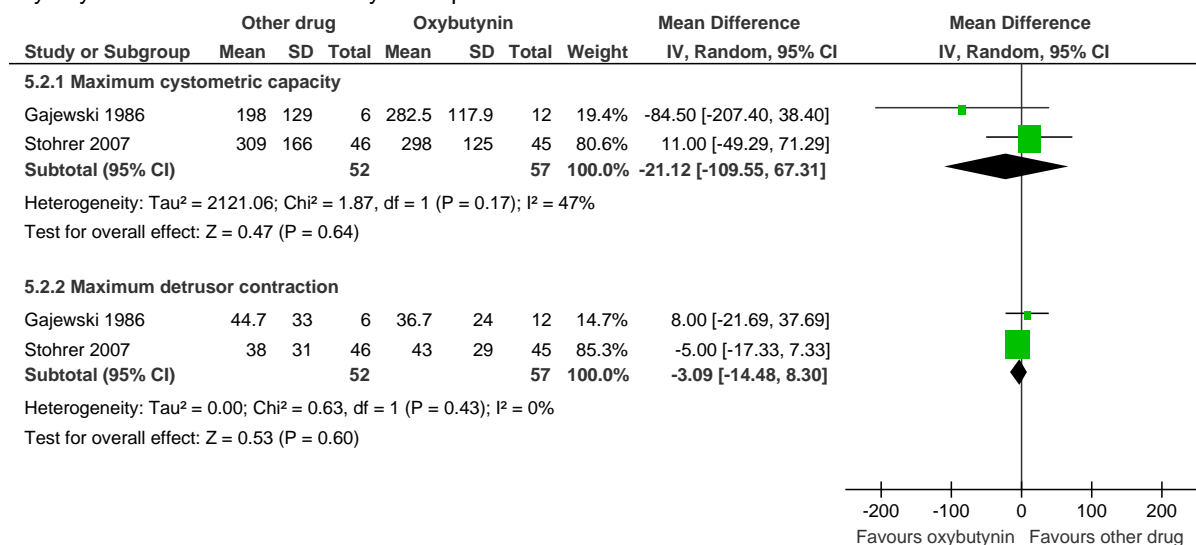 Other drug Oxybutynin Mean Difference Mean Difference
Study or Subgroup Mean SD Total Mean SD Total Weight IV, Random, 95% CI IV, Random, 95% CI
5.2.1 Maximum cystometric capacity
Gajewski 1986 198 129 6 282.5 117.9 12 19.4% -84.50 [-207.40, 38.40]
Stohrer 2007 309 166 46 298 125 45 80.6% 11.00 [-49.29, 71.29]
Subtotal (95% CI) 52 57 100.0% -21.12 [-109.55, 67.31]
Heterogeneity: Tau² = 2121.06; Chi² = 1.87, df = 1 (P = 0.17); I² = 47%
Test for overall effect: Z = 0.47 (P = 0.64)
5.2.2 Maximum detrusor contraction
Gajewski 1986 44.7 33 6 36.7 24 12 14.7% 8.00 [-21.69, 37.69]
Stohrer 2007 38 31 46 43 29 45 85.3% -5.00 [-17.33, 7.33]
Subtotal (95% CI) 52 57 100.0% -3.09 [-14.48, 8.30]
Heterogeneity: Tau² = 0.00; Chi² = 0.63, df = 1 (P = 0.43); I² = 0%
Test for overall effect: Z = 0.53 (P = 0.60)
-200 -100 0 100 200
Favours oxybutynin Favours other drug